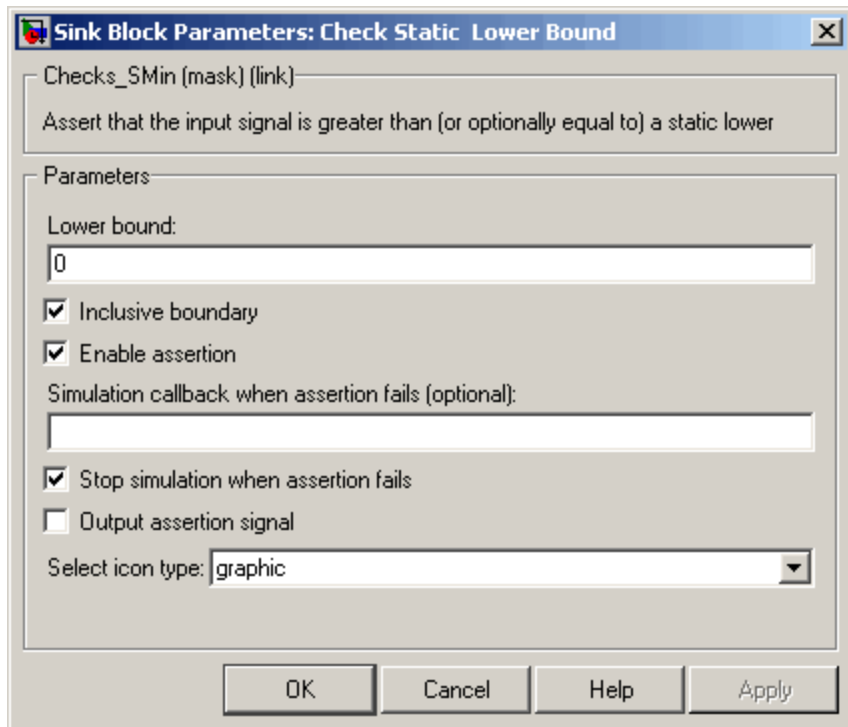 Sink Block Parameters: Check Static  Lower Bound
Checks_SMin (mask) (link)
Assert that the input signal is greater than (or optionally equal to) a static lower
Parameters
Lower bound:
0
Inclusive boundary
Enable assertion
Simulation callback when assertion fails (optional):
Stop simulation when assertion fails
Output assertion signal
Select icon type: graphic
OK Cancel Help Apply